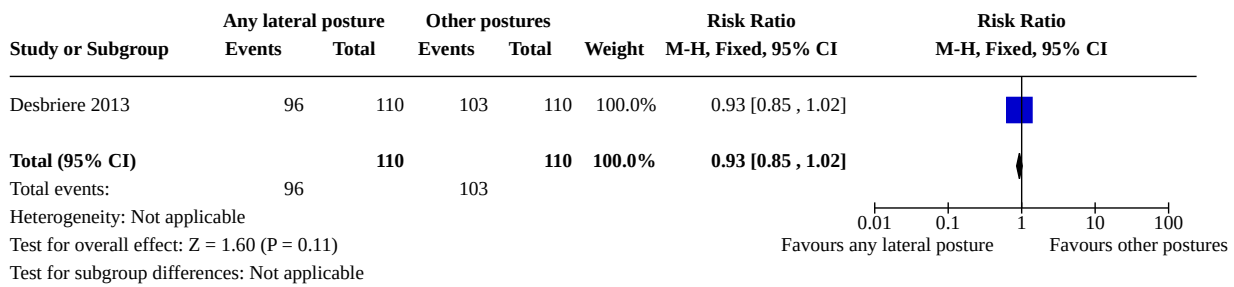 Any lateral posture Other postures Risk Ratio Risk Ratio
Study or Subgroup Events Total Events Total Weight M-H, Fixed, 95% CI M-H, Fixed, 95% CI
Desbriere 2013 96 110 103 110 100.0% 0.93 [0.85 , 1.02]
Total (95% CI) 110 110 100.0% 0.93 [0.85 , 1.02]
Total events: 96 103
Heterogeneity: Not applicable
0.01 0.1 1 10 100
Test for overall effect: Z = 1.60 (P = 0.11) Favours any lateral posture Favours other postures
Test for subgroup differences: Not applicable